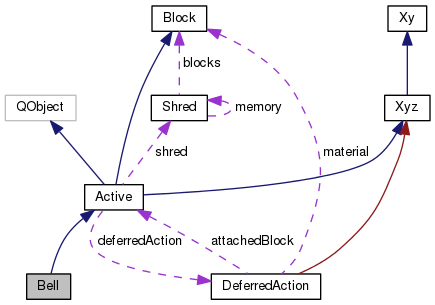 Block
Xy
blocks
QObject
Shred
memory
Xyz
shred
material
Active
deferredAction
attachedBlock
Bell
DeferredAction